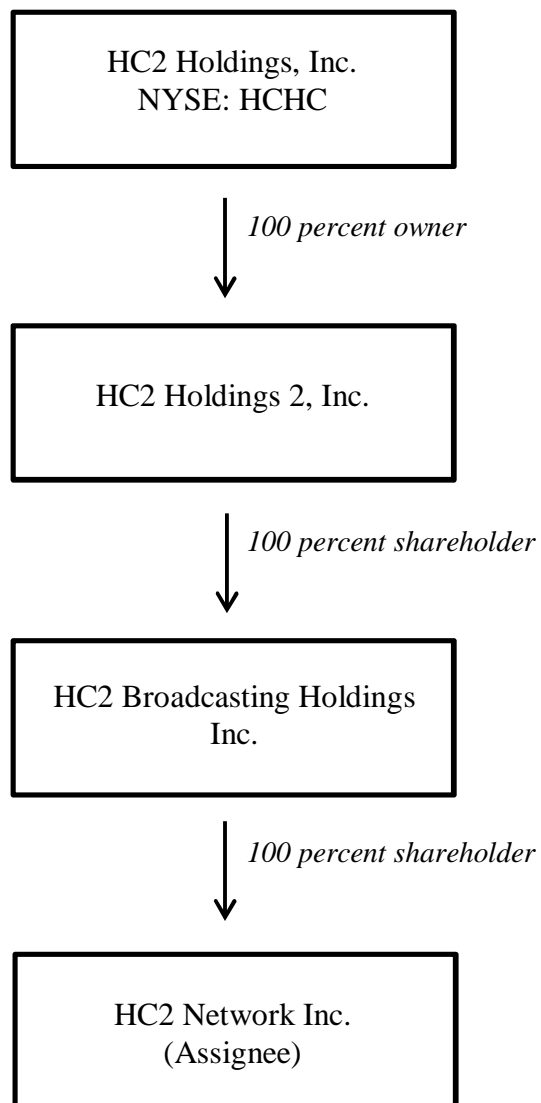 HC2 Holdings, Inc.
NYSE: HCHC
100 percent owner
HC2 Holdings 2, Inc.
100 percent shareholder
HC2 Broadcasting Holdings
Inc.
100 percent shareholder
HC2 Network Inc.
(Assignee)